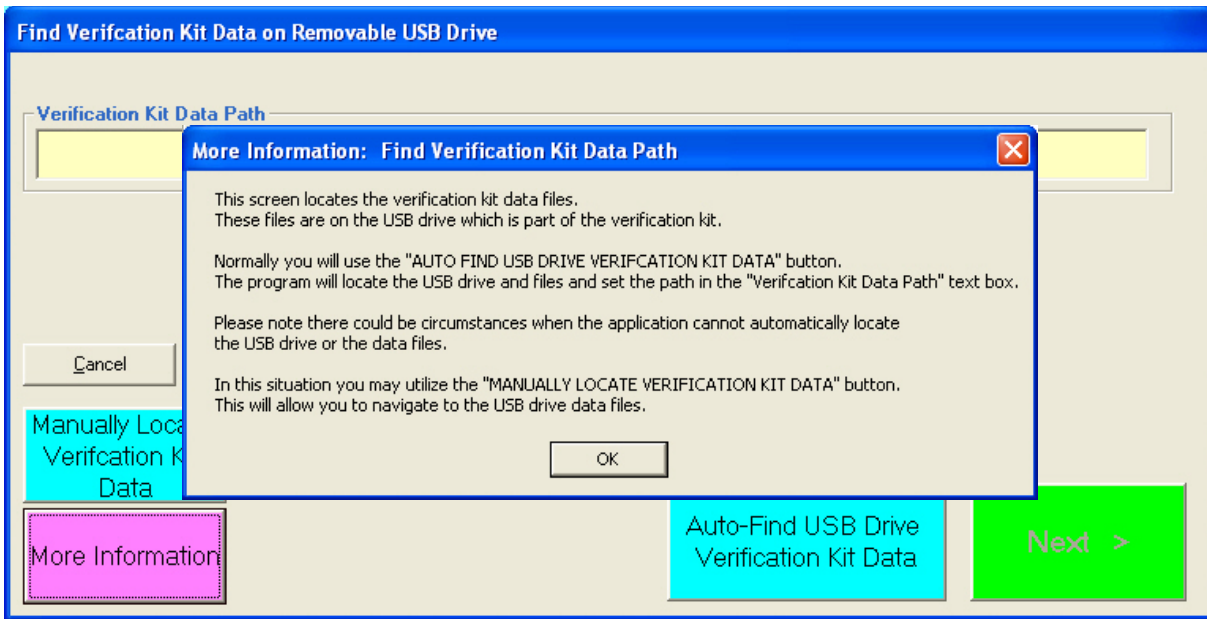 Find Verifcation Kit Data on Removable USB Drive
Verification Kit Data Path
More Information:  Find Verification Kit Data Path
This screen locates the verification kit data files.
These files are on the USB drive which is part of the verification kit.
Normally you will use the "AUTO FIND USB DRIVE VERIFCATION KIT DATA" button.
The program will locate the USB drive and files and set the path in the "Verifcation Kit Data Path" text box.
Please note there could be circumstances when the application cannot automatically locate
the USB drive or the data files.
In this situation you may utilize the "MANUALLY LOCATE VERIFICATION KIT DATA" button.
This will allow you to navigate to the USB drive data files.
OK
Cancel
Manually
Verifcation
Data
More Information
Auto-Find USB Drive
Verification Kit Data
Next >